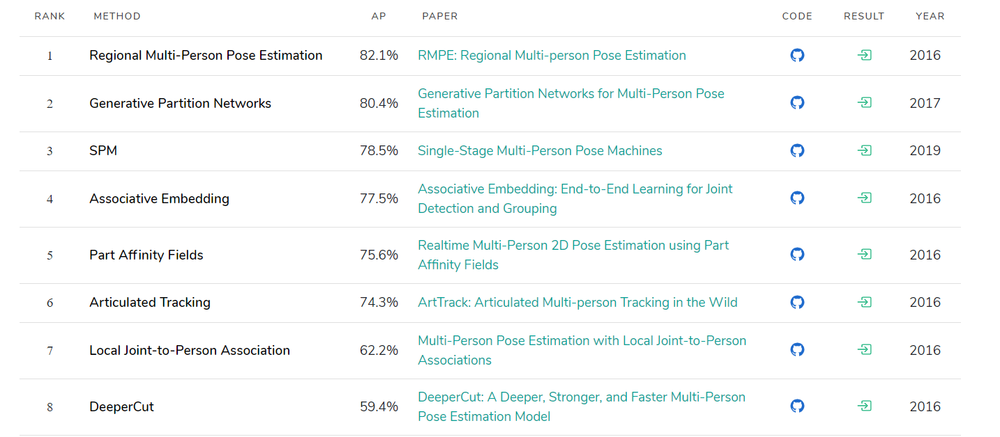 RANK METHOD AP PAPER CODE RESULT YEAR
1 Regional Multi-Person Pose Estimation 82.1% RMPE: Regional Multi-person Pose Estimation 2016
2 Generative Partition Networks 80.4% Generative Partition Networks for Multi-Person Pose
Estimation 2017
3 SPM 78.5% Single-Stage Multi-Person Pose Machines 2019
4 Associative Embedding 77.5% Associative Embedding: End-to-End Learning for Joint
Detection and Grouping 2016
5 Part Affinity Fields 75.6% Realtime Multi-Person 2D Pose Estimation using Part
Affinity Fields 2016
6 Articulated Tracking 74.3% ArtTrack: Articulated Multi-person Tracking in the Wild 2016
7 Local Joint-to-Person Association 62.2% Multi-Person Pose Estimation with Local Joint-to-Person
Associations 2016
8 DeeperCut 59.4% DeeperCut: A Deeper, Stronger, and Faster Multi-Person
Pose Estimation Model 2016